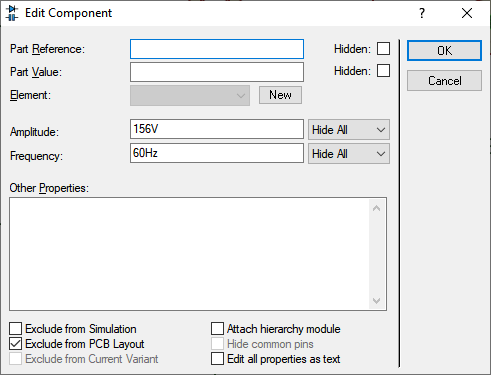 Edit Component ? ×
Part Reference: Hidden: OK
Part Value: Hidden:
Element: New Cancel
Amplitude: 156V Hide All
Frequency: 60Hz Hide All
Other Properties:
Exclude from Simulation Attach hierarchy module
Exclude from PCB Layout Hide common pins
Exclude from Current Variant Edit all properties as text